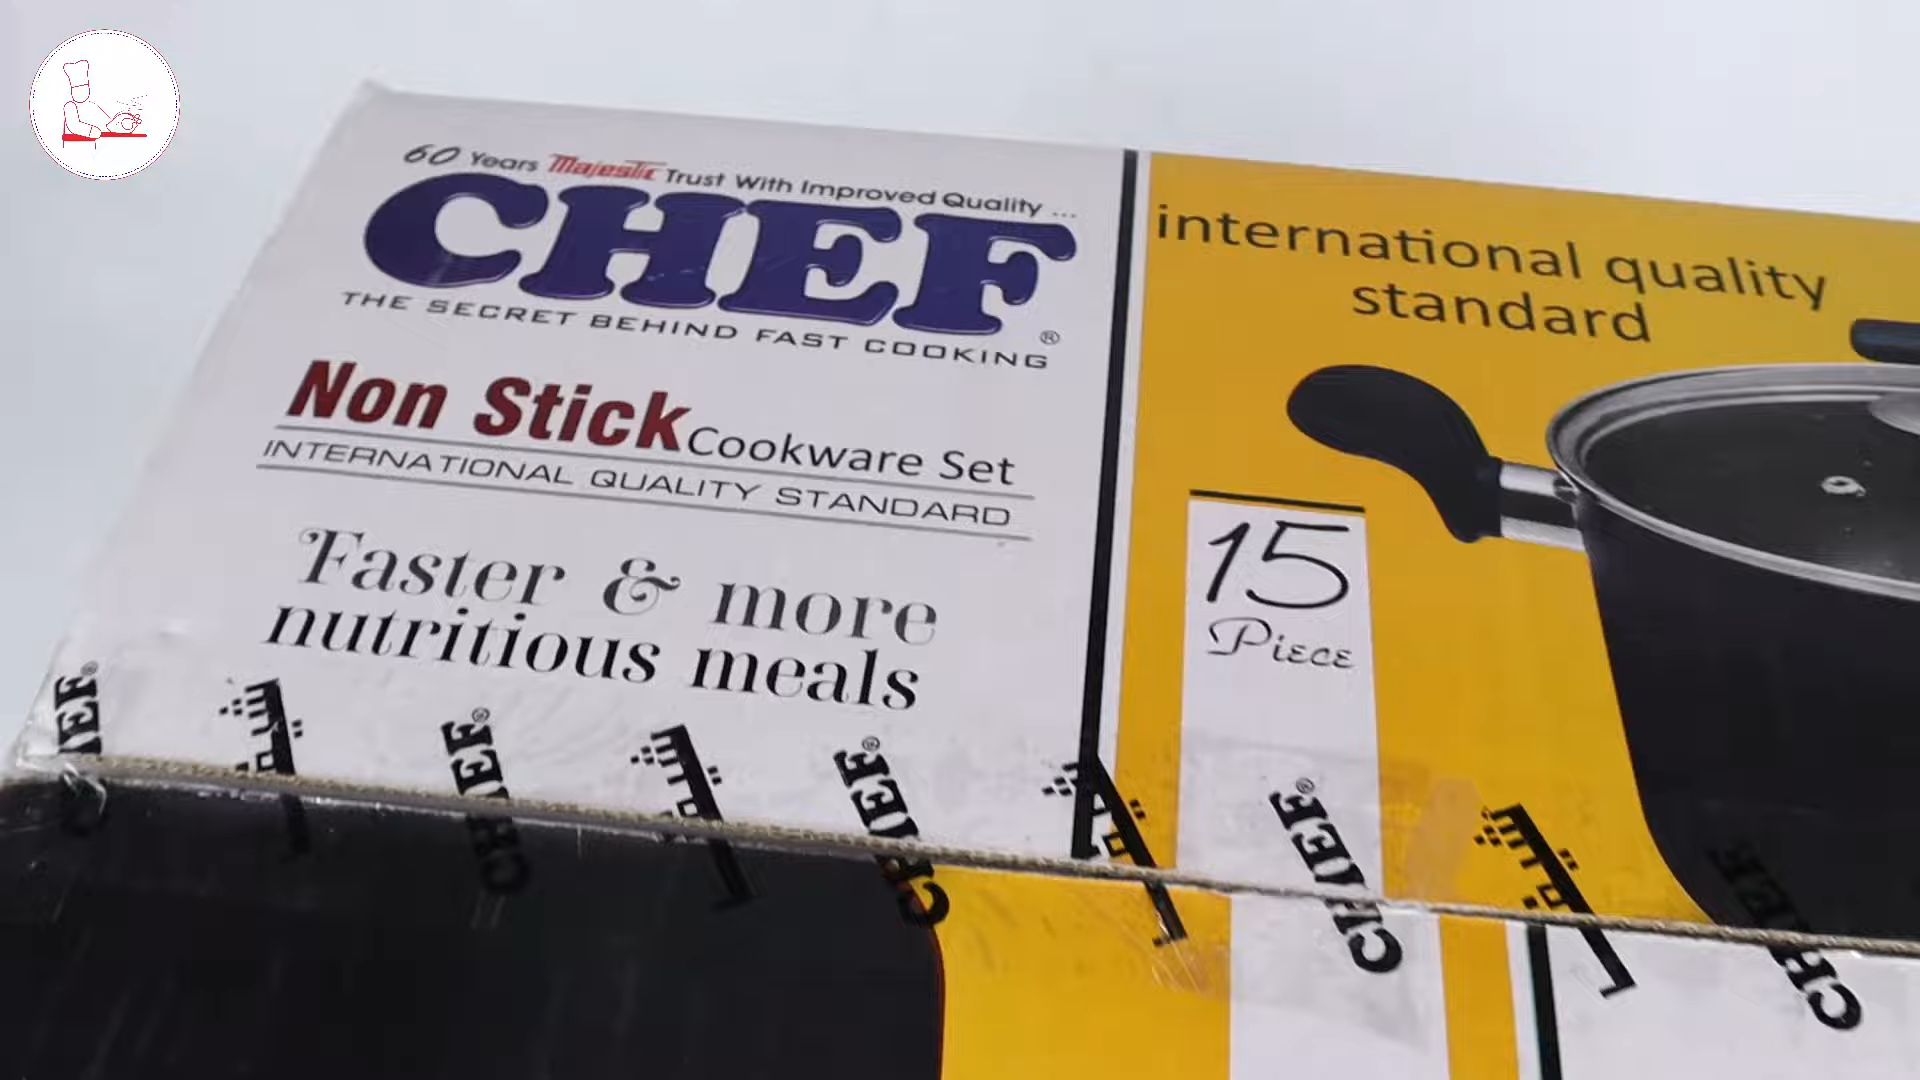 60 Years Majestic Trust With Improved Quality ...
CHEF®
THE SECRET BEHIND FAST COOKING
Non Stick Cookware Set
INTERNATIONAL QUALITY STANDARD
Faster & more
nutritious meals
international quality
standard
15
Piece
CHEF®
CHEF®
CHEF®
CHEF